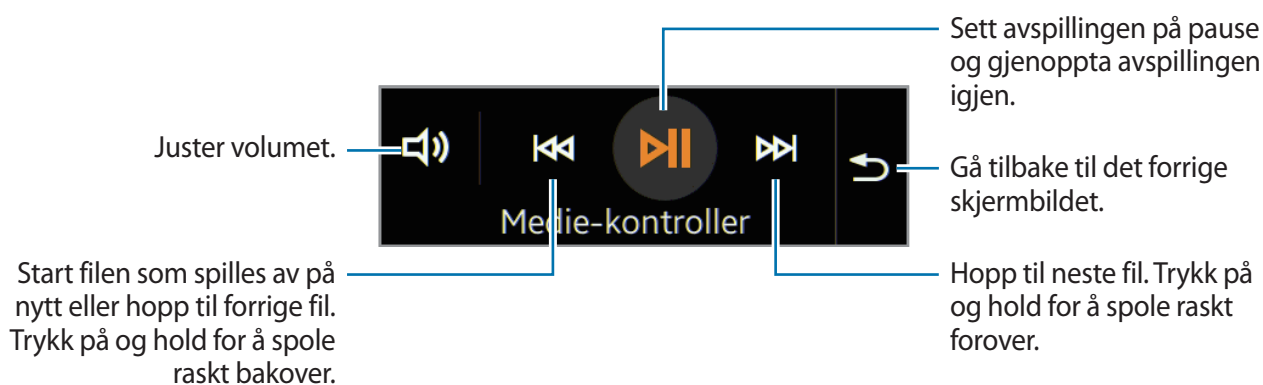 Sett avspillingen på pause
og gjenoppta avspillingen
igjen.
Juster volumet.
Gå tilbake til det forrige
skjermbildet.
Medie-kontroller
Start filen som spilles av på
nytt eller hopp til forrige fil.
Trykk på og hold for å spole
raskt bakover.
Hopp til neste fil. Trykk på
og hold for å spole raskt
forover.